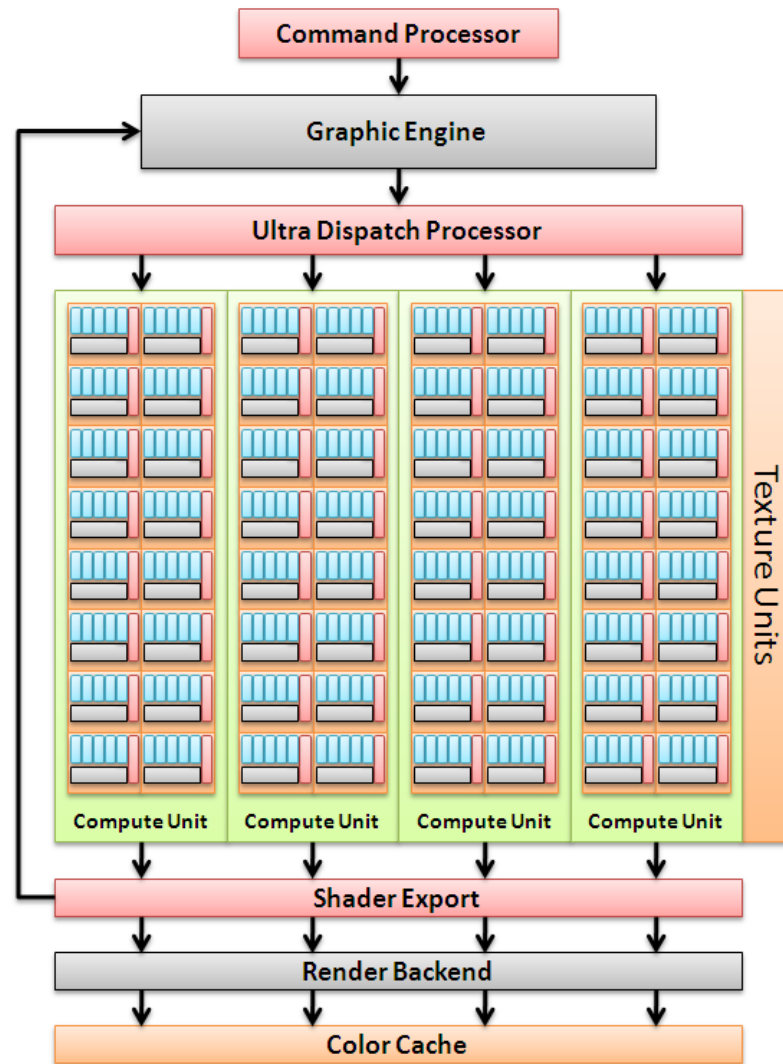 Command Processor
Graphic Engine
Ultra Dispatch Processor
Texture Units
Compute Unit
Compute Unit
Compute Unit
Compute Unit
Shader Export
Render Backend
Color Cache